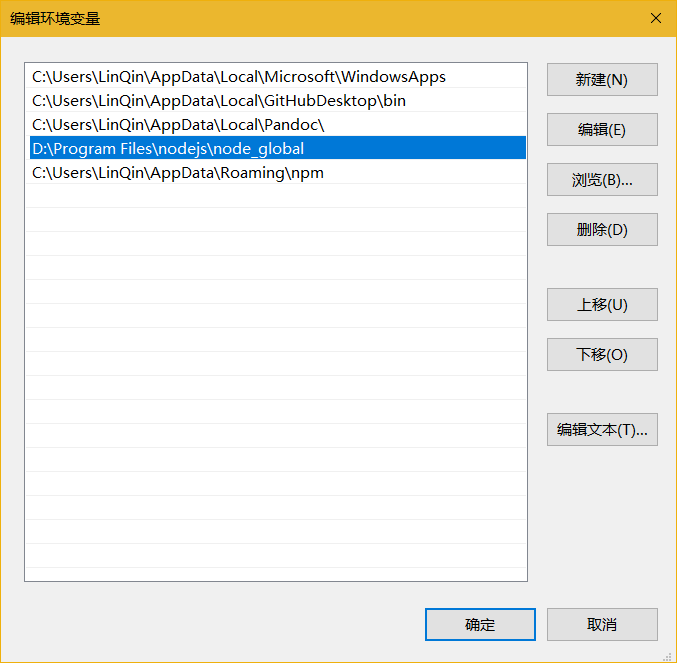 编辑环境变量
C:\Users\LinQin\AppData\Local\Microsoft\WindowsApps
C:\Users\LinQin\AppData\Local\GitHubDesktop\bin
C:\Users\LinQin\AppData\Local\Pandoc\
D:\Program Files\nodejs\node_global
C:\Users\LinQin\AppData\Roaming\npm
新建(N)
编辑(E)
浏览(B)...
删除(D)
上移(U)
下移(O)
编辑文本(T)...
确定
取消